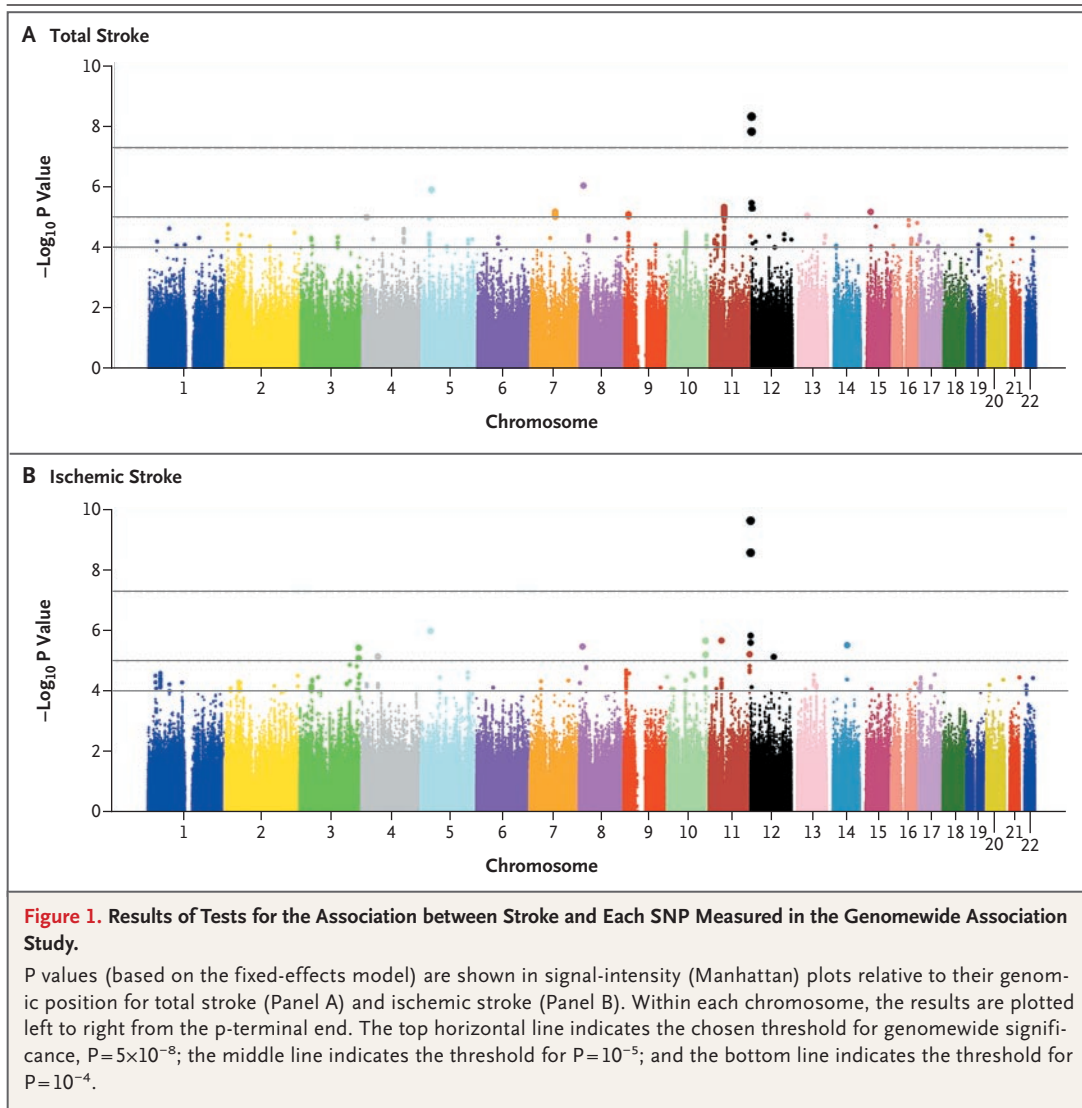 A Total Stroke
10
8
6
4
2
0
−Log10 P Value
1 2 3 4 5 6 7 8 9 10 11 12 13 14 15 16 17 18 19 20 21 22
Chromosome
B Ischemic Stroke
10
8
6
4
2
0
−Log10 P Value
1 2 3 4 5 6 7 8 9 10 11 12 13 14 15 16 17 18 19 20 21 22
Chromosome
Figure 1. Results of Tests for the Association between Stroke and Each SNP Measured in the Genomewide Association
Study.
P values (based on the fixed-effects model) are shown in signal-intensity (Manhattan) plots relative to their genom-
ic position for total stroke (Panel A) and ischemic stroke (Panel B). Within each chromosome, the results are plotted
left to right from the p-terminal end. The top horizontal line indicates the chosen threshold for genomewide signifi-
cance, P=5×10−8; the middle line indicates the threshold for P=10−5; and the bottom line indicates the threshold for
P=10−4.